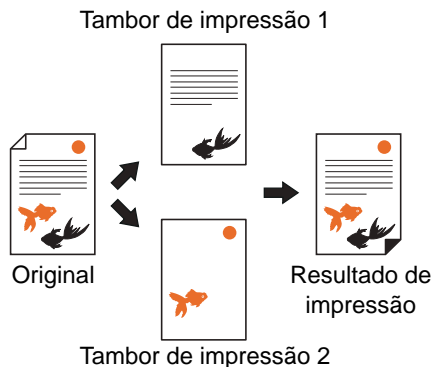 Tambor de impressão 1
Original
Resultado de
impressão
Tambor de impressão 2